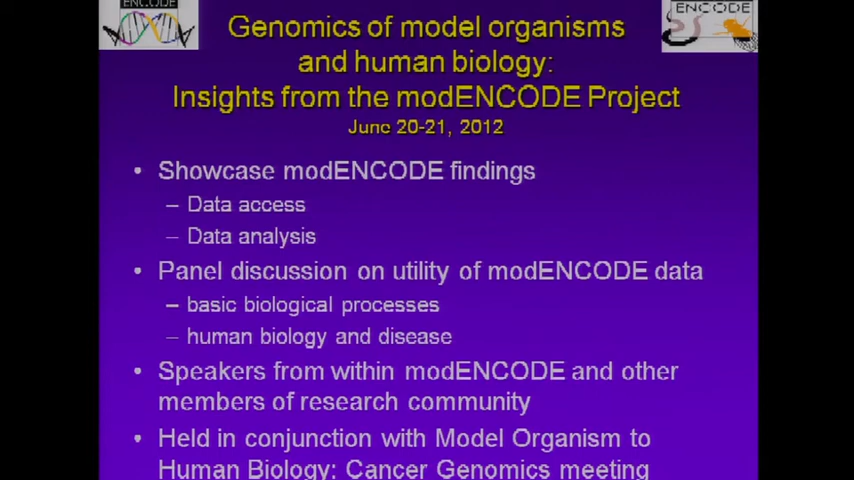 ENCODE
ENCODE
Genomics of model organisms
and human biology:
Insights from the modENCODE Project
June 20-21, 2012
• Showcase modENCODE findings
– Data access
– Data analysis
• Panel discussion on utility of modENCODE data
– basic biological processes
– human biology and disease
• Speakers from within modENCODE and other
members of research community
• Held in conjunction with Model Organism to
Human Biology: Cancer Genomics meeting